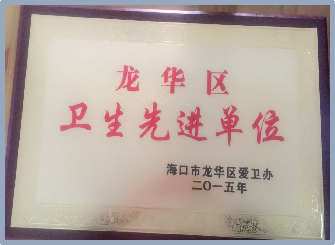 龙华区
卫生先进单位
海口市龙华区爱卫办
二〇一五年